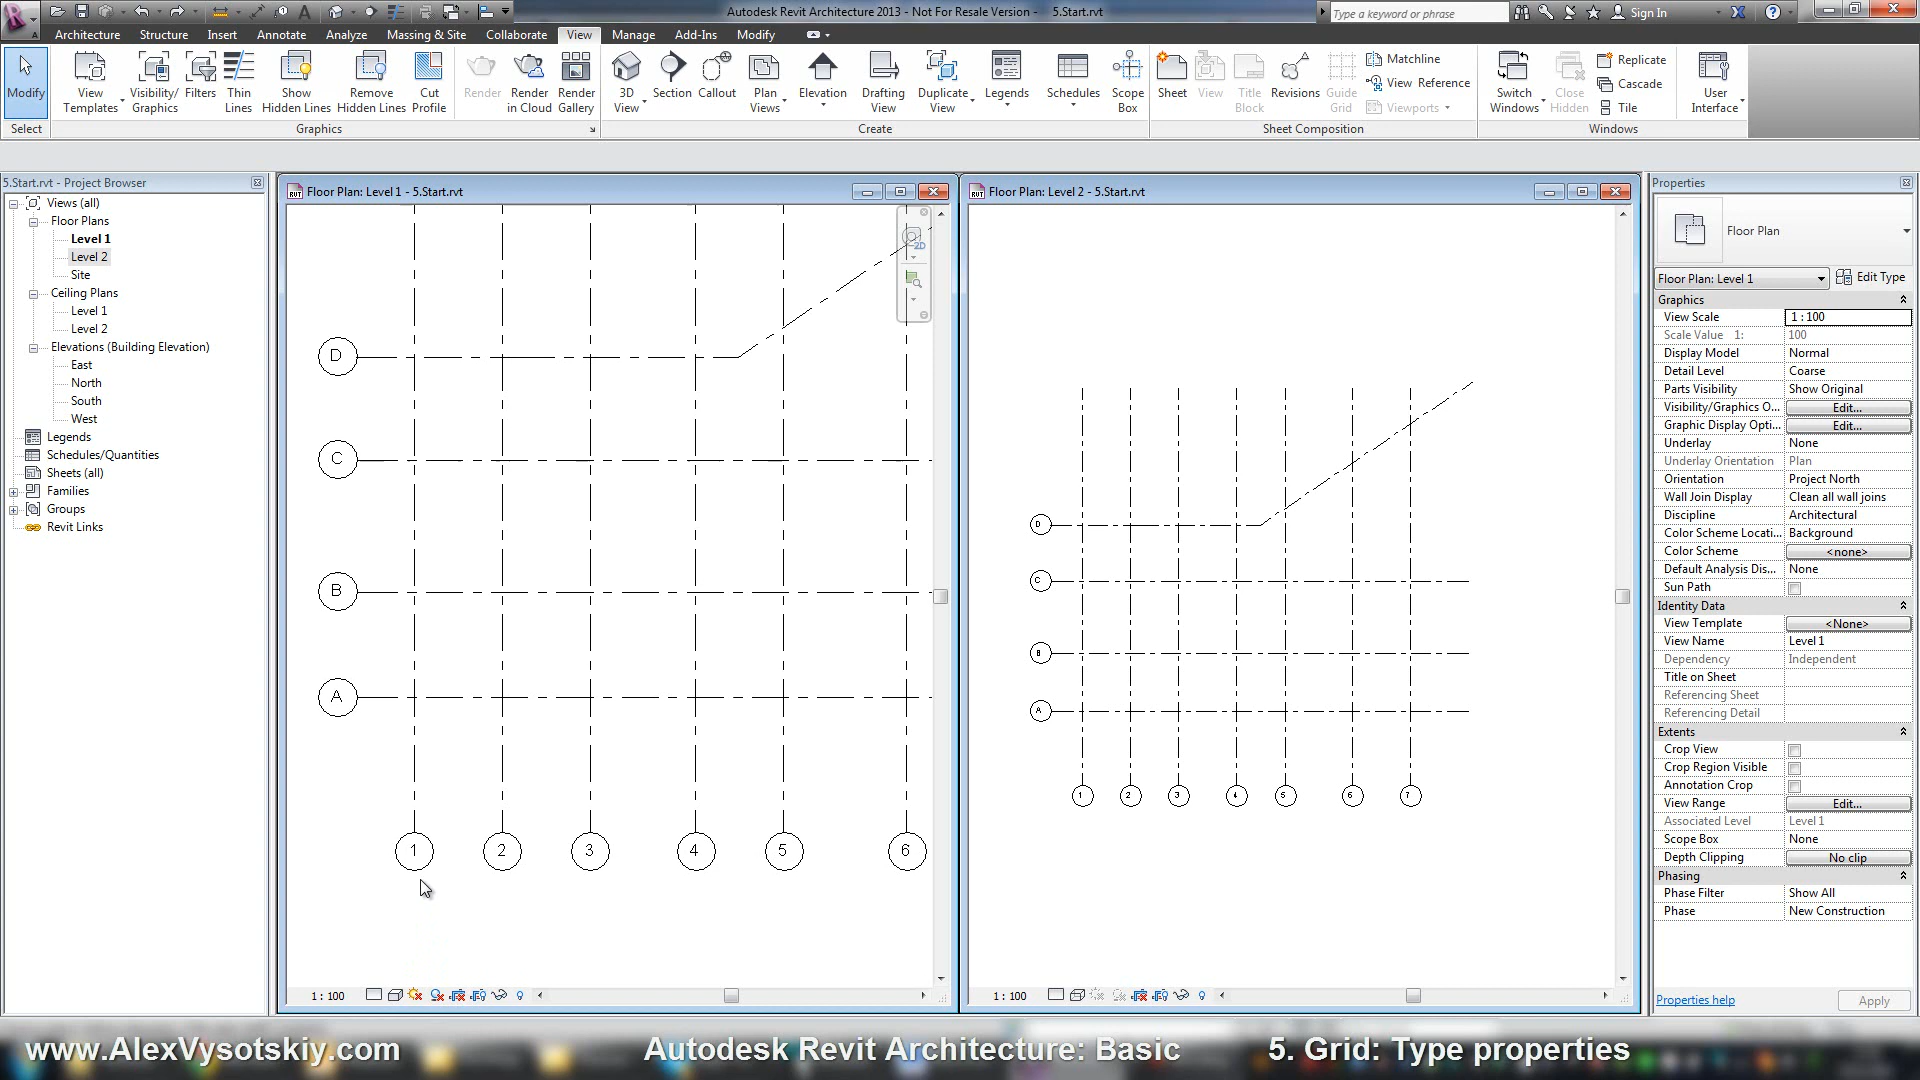 Autodesk Revit Architecture 2013 - Not For Resale Version - 5.Start.rvt
Type a keyword or phrase
Sign In
Architecture Structure Insert Annotate Analyze Massing & Site Collaborate View Manage Add-Ins Modify
Modify
View Templates
Visibility/ Graphics
Filters
Thin Lines
Show Hidden Lines
Remove Hidden Lines
Cut Profile
Render
Render in Cloud
Render Gallery
3D View
Section
Callout
Plan Views
Elevation
Drafting View
Duplicate View
Legends
Schedules
Scope Box
Sheet
View
Title Block
Revisions
Guide Grid
Matchline
View Reference
Viewports
Switch Windows
Close Hidden
Replicate
Cascade
Tile
User Interface
Select
Graphics
Create
Sheet Composition
Windows
5.Start.rvt - Project Browser
Views (all)
Floor Plans
Level 1
Level 2
Site
Ceiling Plans
Level 1
Level 2
Elevations (Building Elevation)
East
North
South
West
Legends
Schedules/Quantities
Sheets (all)
Families
Groups
Revit Links
Floor Plan: Level 1 - 5.Start.rvt
2D
D
C
B
A
1 2 3 4 5 6
1 : 100
Floor Plan: Level 2 - 5.Start.rvt
D
C
B
A
1 2 3 4 5 6 7
1 : 100
Properties
Floor Plan
Floor Plan: Level 1
Edit Type
Graphics
View Scale 1 : 100
Scale Value 1: 100
Display Model Normal
Detail Level Coarse
Parts Visibility Show Original
Visibility/Graphics O... Edit...
Graphic Display Opti... Edit...
Underlay None
Underlay Orientation Plan
Orientation Project North
Wall Join Display Clean all wall joins
Discipline Architectural
Color Scheme Locati... Background
Color Scheme <none>
Default Analysis Dis... None
Sun Path
Identity Data
View Template <None>
View Name Level 1
Dependency Independent
Title on Sheet
Referencing Sheet
Referencing Detail
Extents
Crop View
Crop Region Visible
Annotation Crop
View Range Edit...
Associated Level Level 1
Scope Box None
Depth Clipping No clip
Phasing
Phase Filter Show All
Phase New Construction
Properties help
Apply
www.AlexVysotskiy.com
Autodesk Revit Architecture: Basic
5. Grid: Type properties